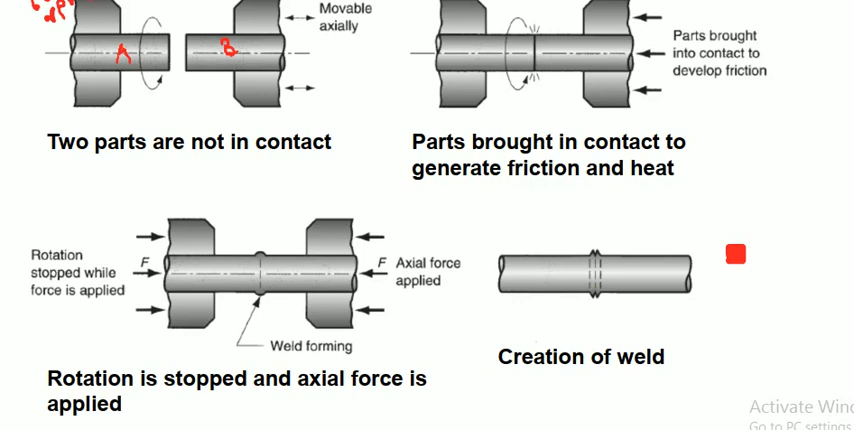 Movable
axially
A
B
Parts brought
into contact to
develop friction
Two parts are not in contact
Parts brought in contact to
generate friction and heat
Rotation
stopped while
force is applied
F
F
Axial force
applied
Weld forming
Creation of weld
Rotation is stopped and axial force is
applied
Activate Wind
Go to PC settings